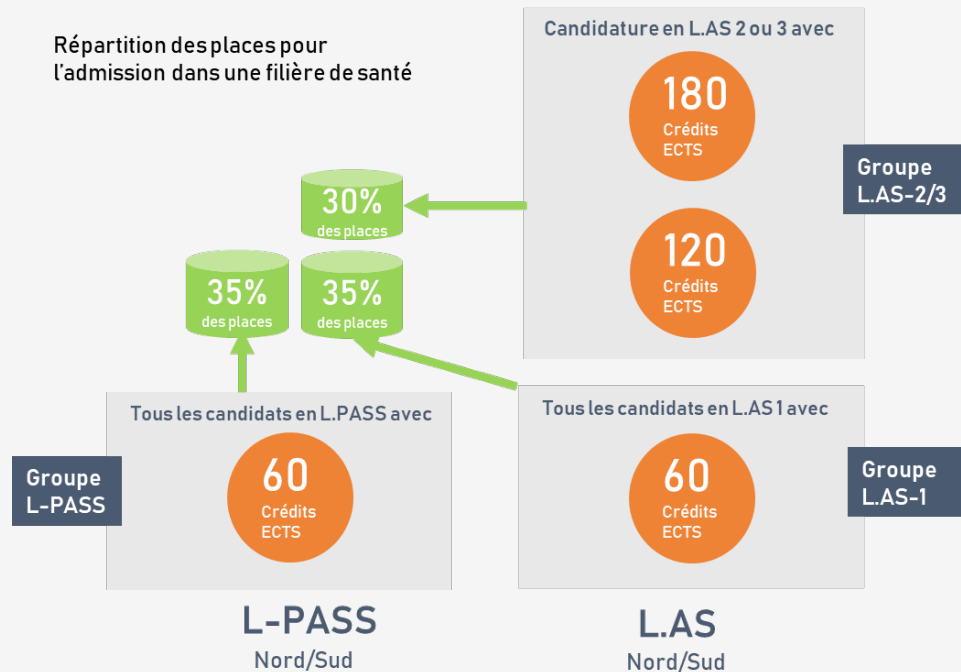 Répartition des places pour
l'admission dans une filière de santé
Candidature en L.AS 2 ou 3 avec
180
Crédits
ECTS
120
Crédits
ECTS
Groupe
L.AS-2/3
30%
des places
35%
des places
35%
des places
Tous les candidats en L.PASS avec
60
Crédits
ECTS
Groupe
L-PASS
Tous les candidats en L.AS 1 avec
60
Crédits
ECTS
Groupe
L.AS-1
L-PASS
Nord/Sud
L.AS
Nord/Sud